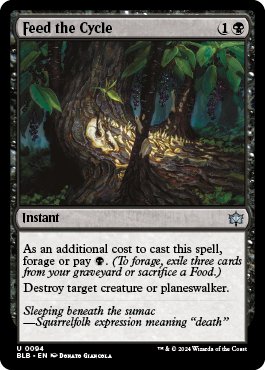 Feed the Cycle 1
Instant
As an additional cost to cast this spell,
forage or pay . (To forage, exile three cards
from your graveyard or sacrifice a Food.)
Destroy target creature or planeswalker.
Sleeping beneath the sumac
—Squirrelfolk expression meaning “death”
U 0094
BLB • EN Donato Giancola
™ & © 2024 Wizards of the Coast